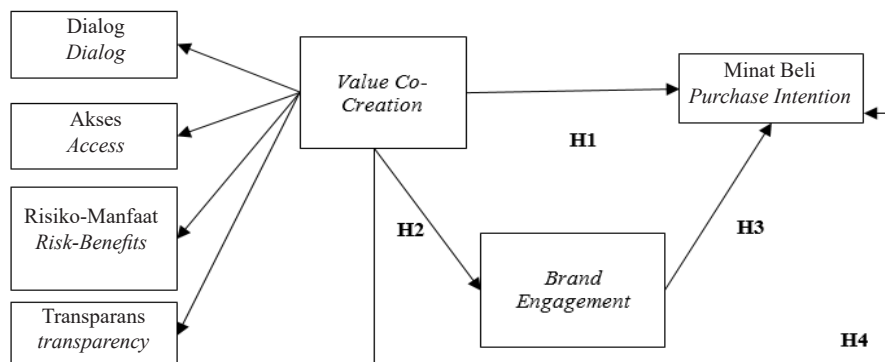 Dialog
Dialog
Akses
Access
Risiko-Manfaat
Risk-Benefits
Transparans
transparency
Value Co-
Creation
H1
H2
Brand
Engagement
H3
Minat Beli
Purchase Intention
H4